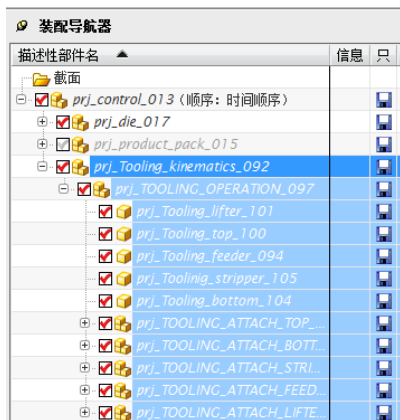 装配导航器
描述性部件名 信息 只
截面
prj_control_013 (顺序: 时间顺序)
prj_die_017
prj_product_pack_015
prj_Tooling_kinematics_092
prj_TOOLING_OPERATION_097
prj_Tooling_lifter_101
prj_Tooling_top_100
prj_Tooling_feeder_094
prj_Toolinig_stripper_105
prj_Tooling_bottom_104
prj_TOOLING_ATTACH_TOP_...
prj_TOOLING_ATTACH_BOTT...
prj_TOOLING_ATTACH_STRI...
prj_TOOLING_ATTACH_FEED...
prj_TOOLING_ATTACH_LIFTE...